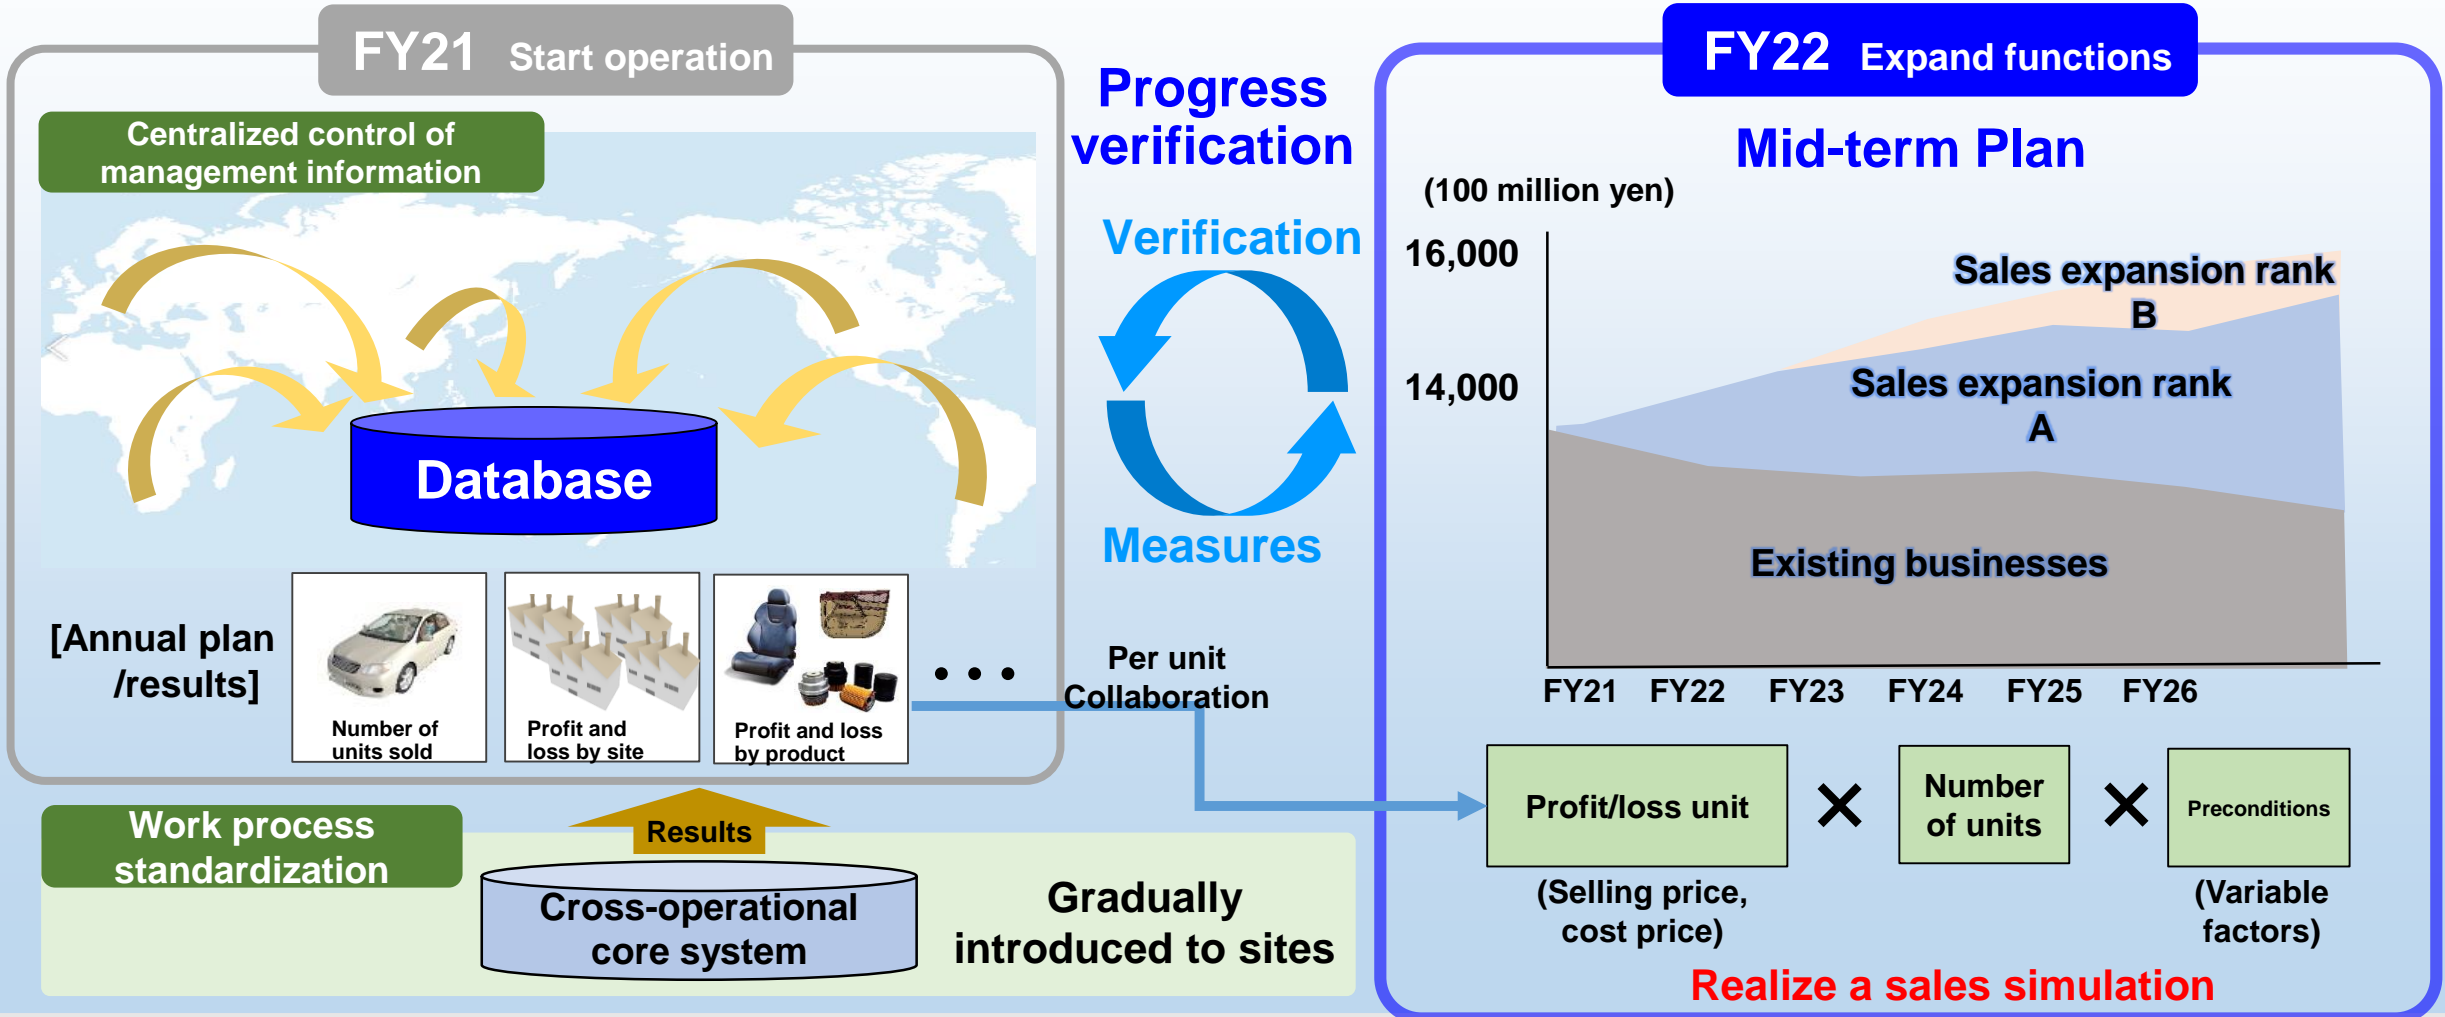 FY21 Start operation
Centralized control of
management information
Database
[Annual plan
/results]
Number of
units sold
Profit and
loss by site
Profit and loss
by product
• • •
Work process
standardization
Results
Cross-operational
core system
Gradually
introduced to sites
Progress
verification
Verification
Measures
Per unit
Collaboration
FY22 Expand functions
Mid-term Plan
(100 million yen)
16,000
14,000
Sales expansion rank
B
Sales expansion rank
A
Existing businesses
FY21 FY22 FY23 FY24 FY25 FY26
Profit/loss unit
×
Number
of units
×
Preconditions
(Selling price,
cost price)
(Variable
factors)
Realize a sales simulation